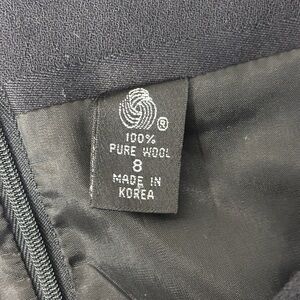 ®
100%
PURE WOOL
8
MADE IN
KOREA